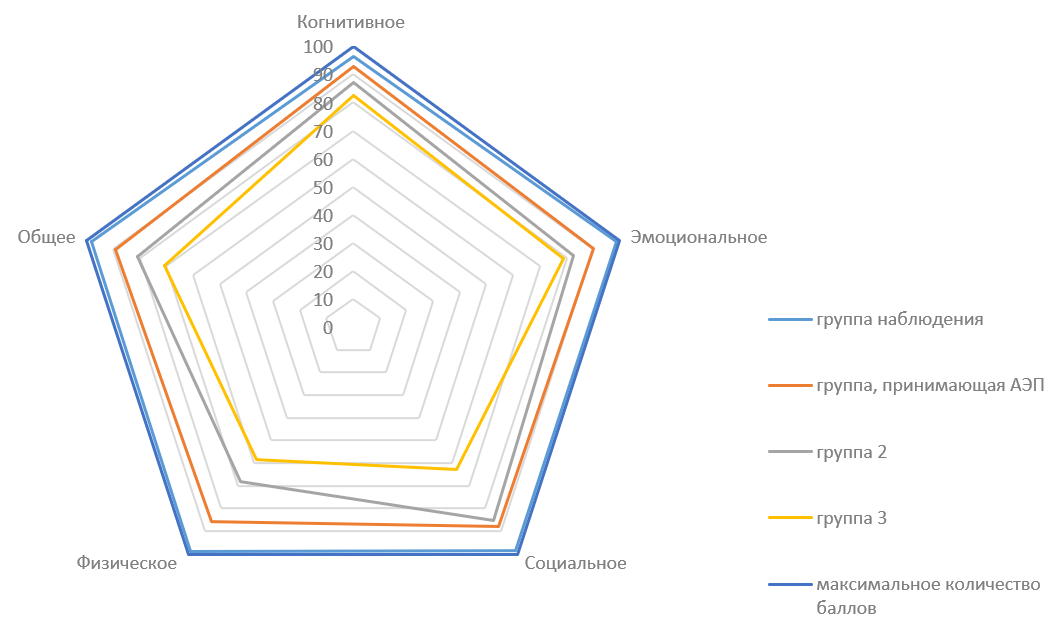 Когнитивное
100
90
80
70
60
50
40
30
20
10
0
Общее
Эмоциональное
Физическое
Социальное
группа наблюдения
группа, принимающая АЭП
группа 2
группа 3
максимальное количество
баллов